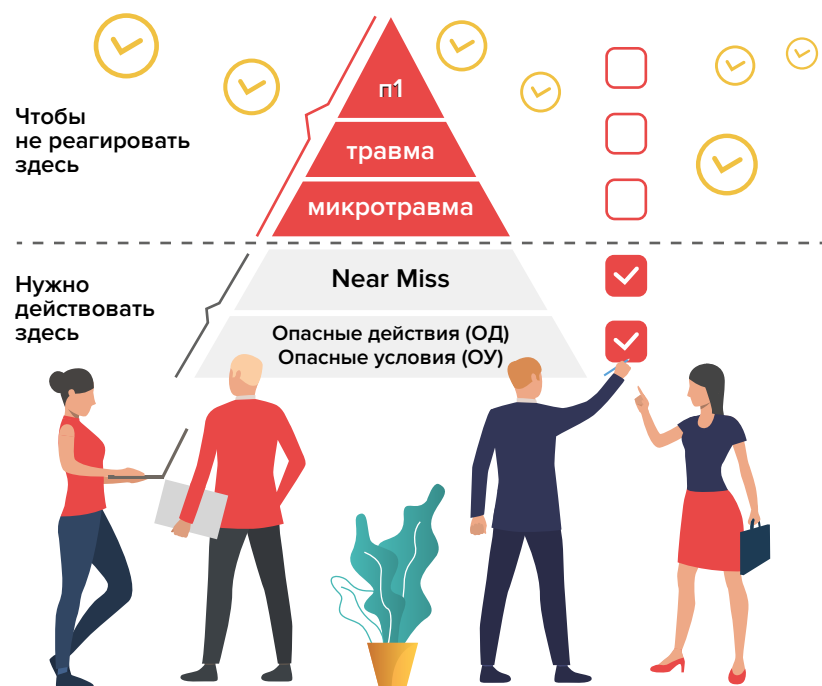 Чтобы
не реагировать
здесь
п1
травма
микротравма
Нужно
действовать
здесь
Near Miss
Опасные действия (ОД)
Опасные условия (ОУ)